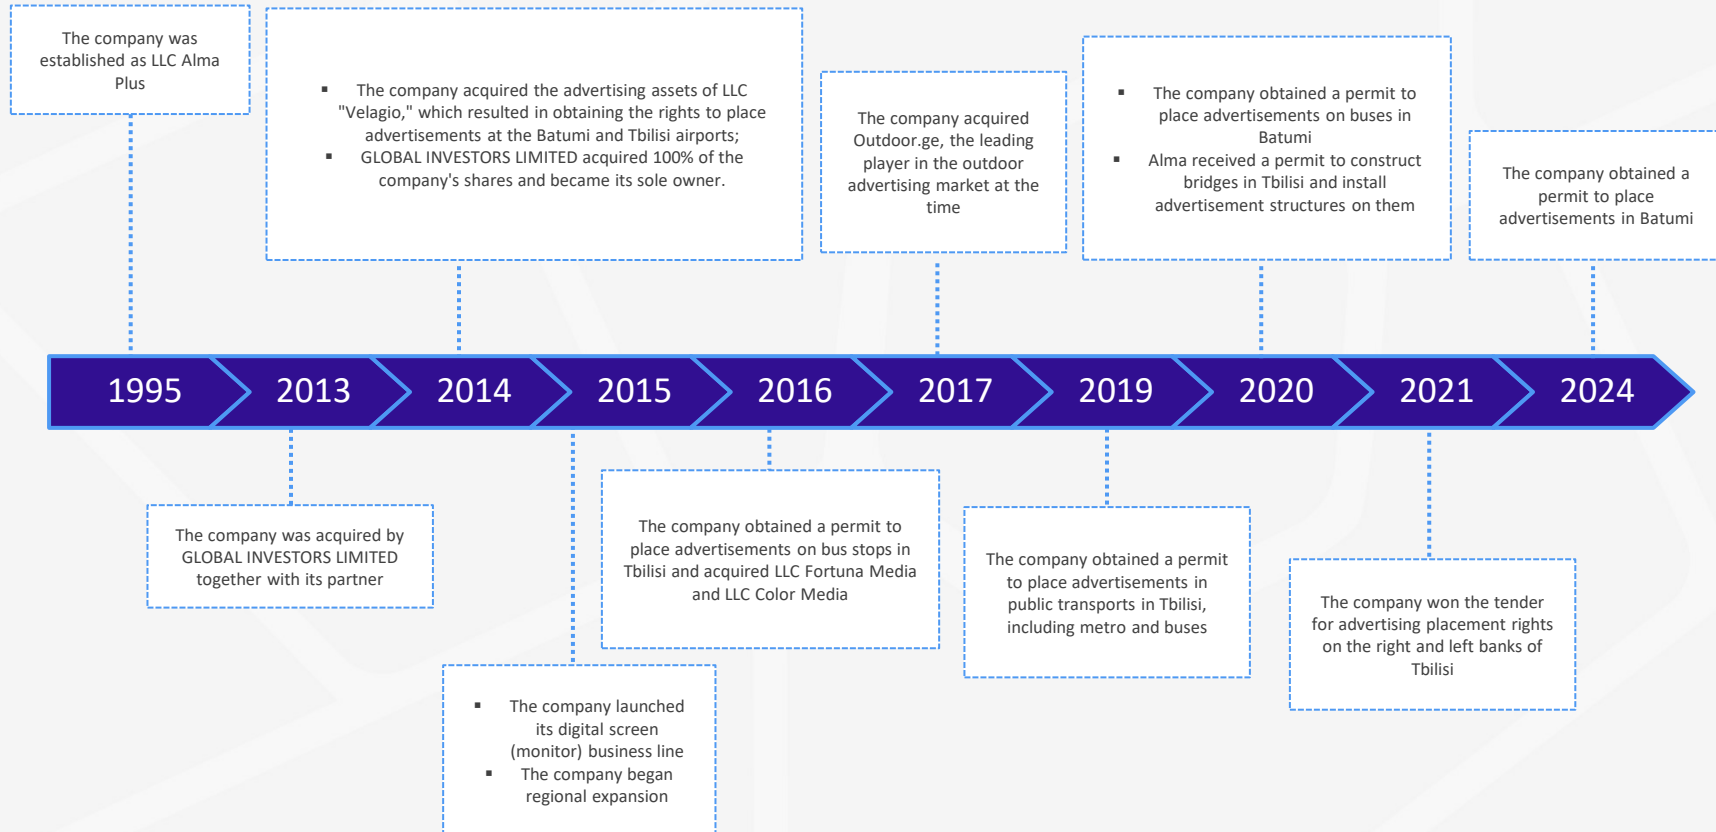 The company was
established as LLC Alma
Plus
▪ The company acquired the advertising assets of LLC
"Velagio," which resulted in obtaining the rights to place
advertisements at the Batumi and Tbilisi airports;
▪ GLOBAL INVESTORS LIMITED acquired 100% of the
company's shares and became its sole owner.
The company acquired
Outdoor.ge, the leading
player in the outdoor
advertising market at the
time
▪ The company obtained a permit to
place advertisements on buses in
Batumi
▪ Alma received a permit to construct
bridges in Tbilisi and install
advertisement structures on them
The company obtained a
permit to place
advertisements in Batumi
1995 2013 2014 2015 2016 2017 2019 2020 2021 2024
The company was acquired by
GLOBAL INVESTORS LIMITED
together with its partner
▪ The company launched
its digital screen
(monitor) business line
▪ The company began
regional expansion
The company obtained a permit to
place advertisements on bus stops in
Tbilisi and acquired LLC Fortuna Media
and LLC Color Media
The company obtained a permit
to place advertisements in
public transports in Tbilisi,
including metro and buses
The company won the tender
for advertising placement rights
on the right and left banks of
Tbilisi